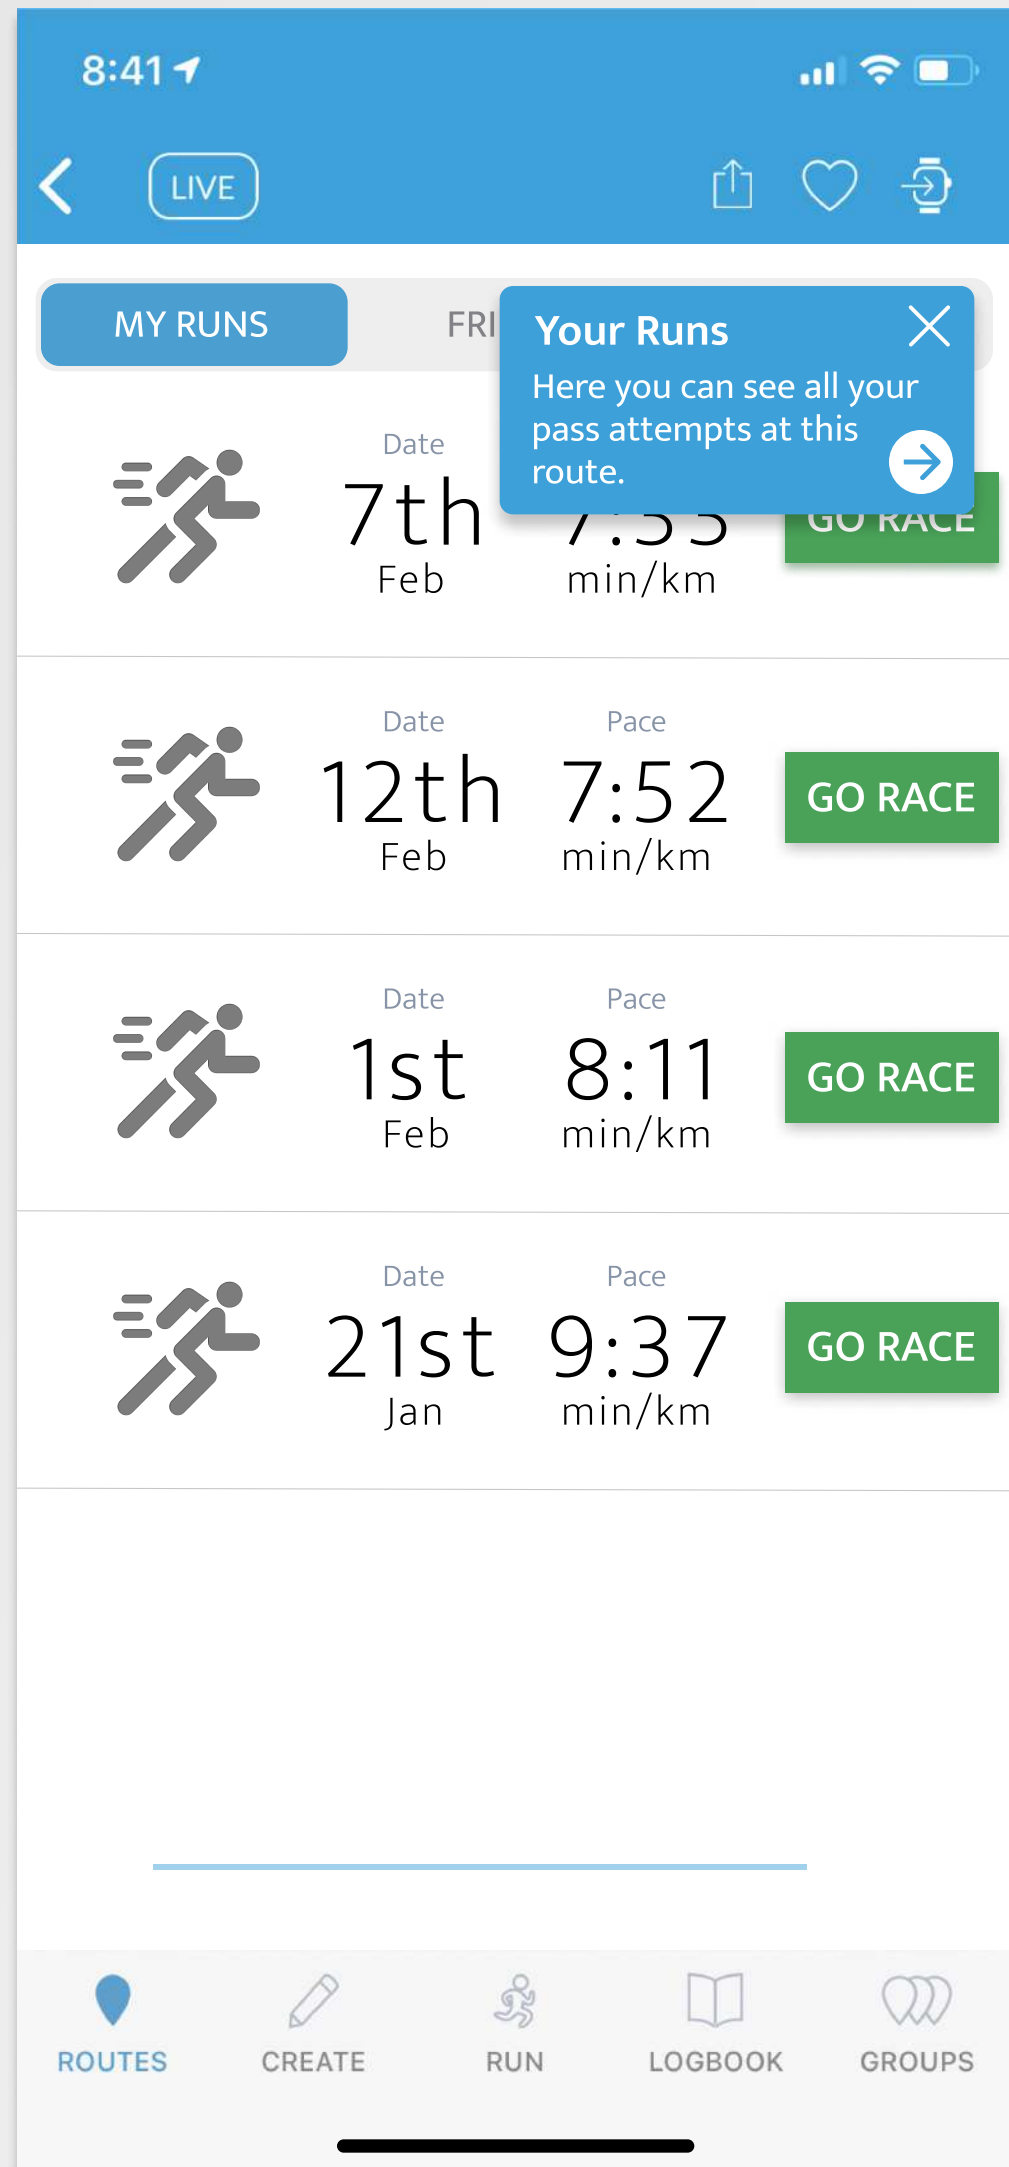 8:41
LIVE
MY RUNS
FRI
Your Runs
Here you can see all your
pass attempts at this
route.
Date
7th
Feb
min/km
GO RACE
Date
12th
Feb
Pace
7:52
min/km
GO RACE
Date
1st
Feb
Pace
8:11
min/km
GO RACE
Date
21st
Jan
Pace
9:37
min/km
GO RACE
ROUTES
CREATE
RUN
LOGBOOK
GROUPS